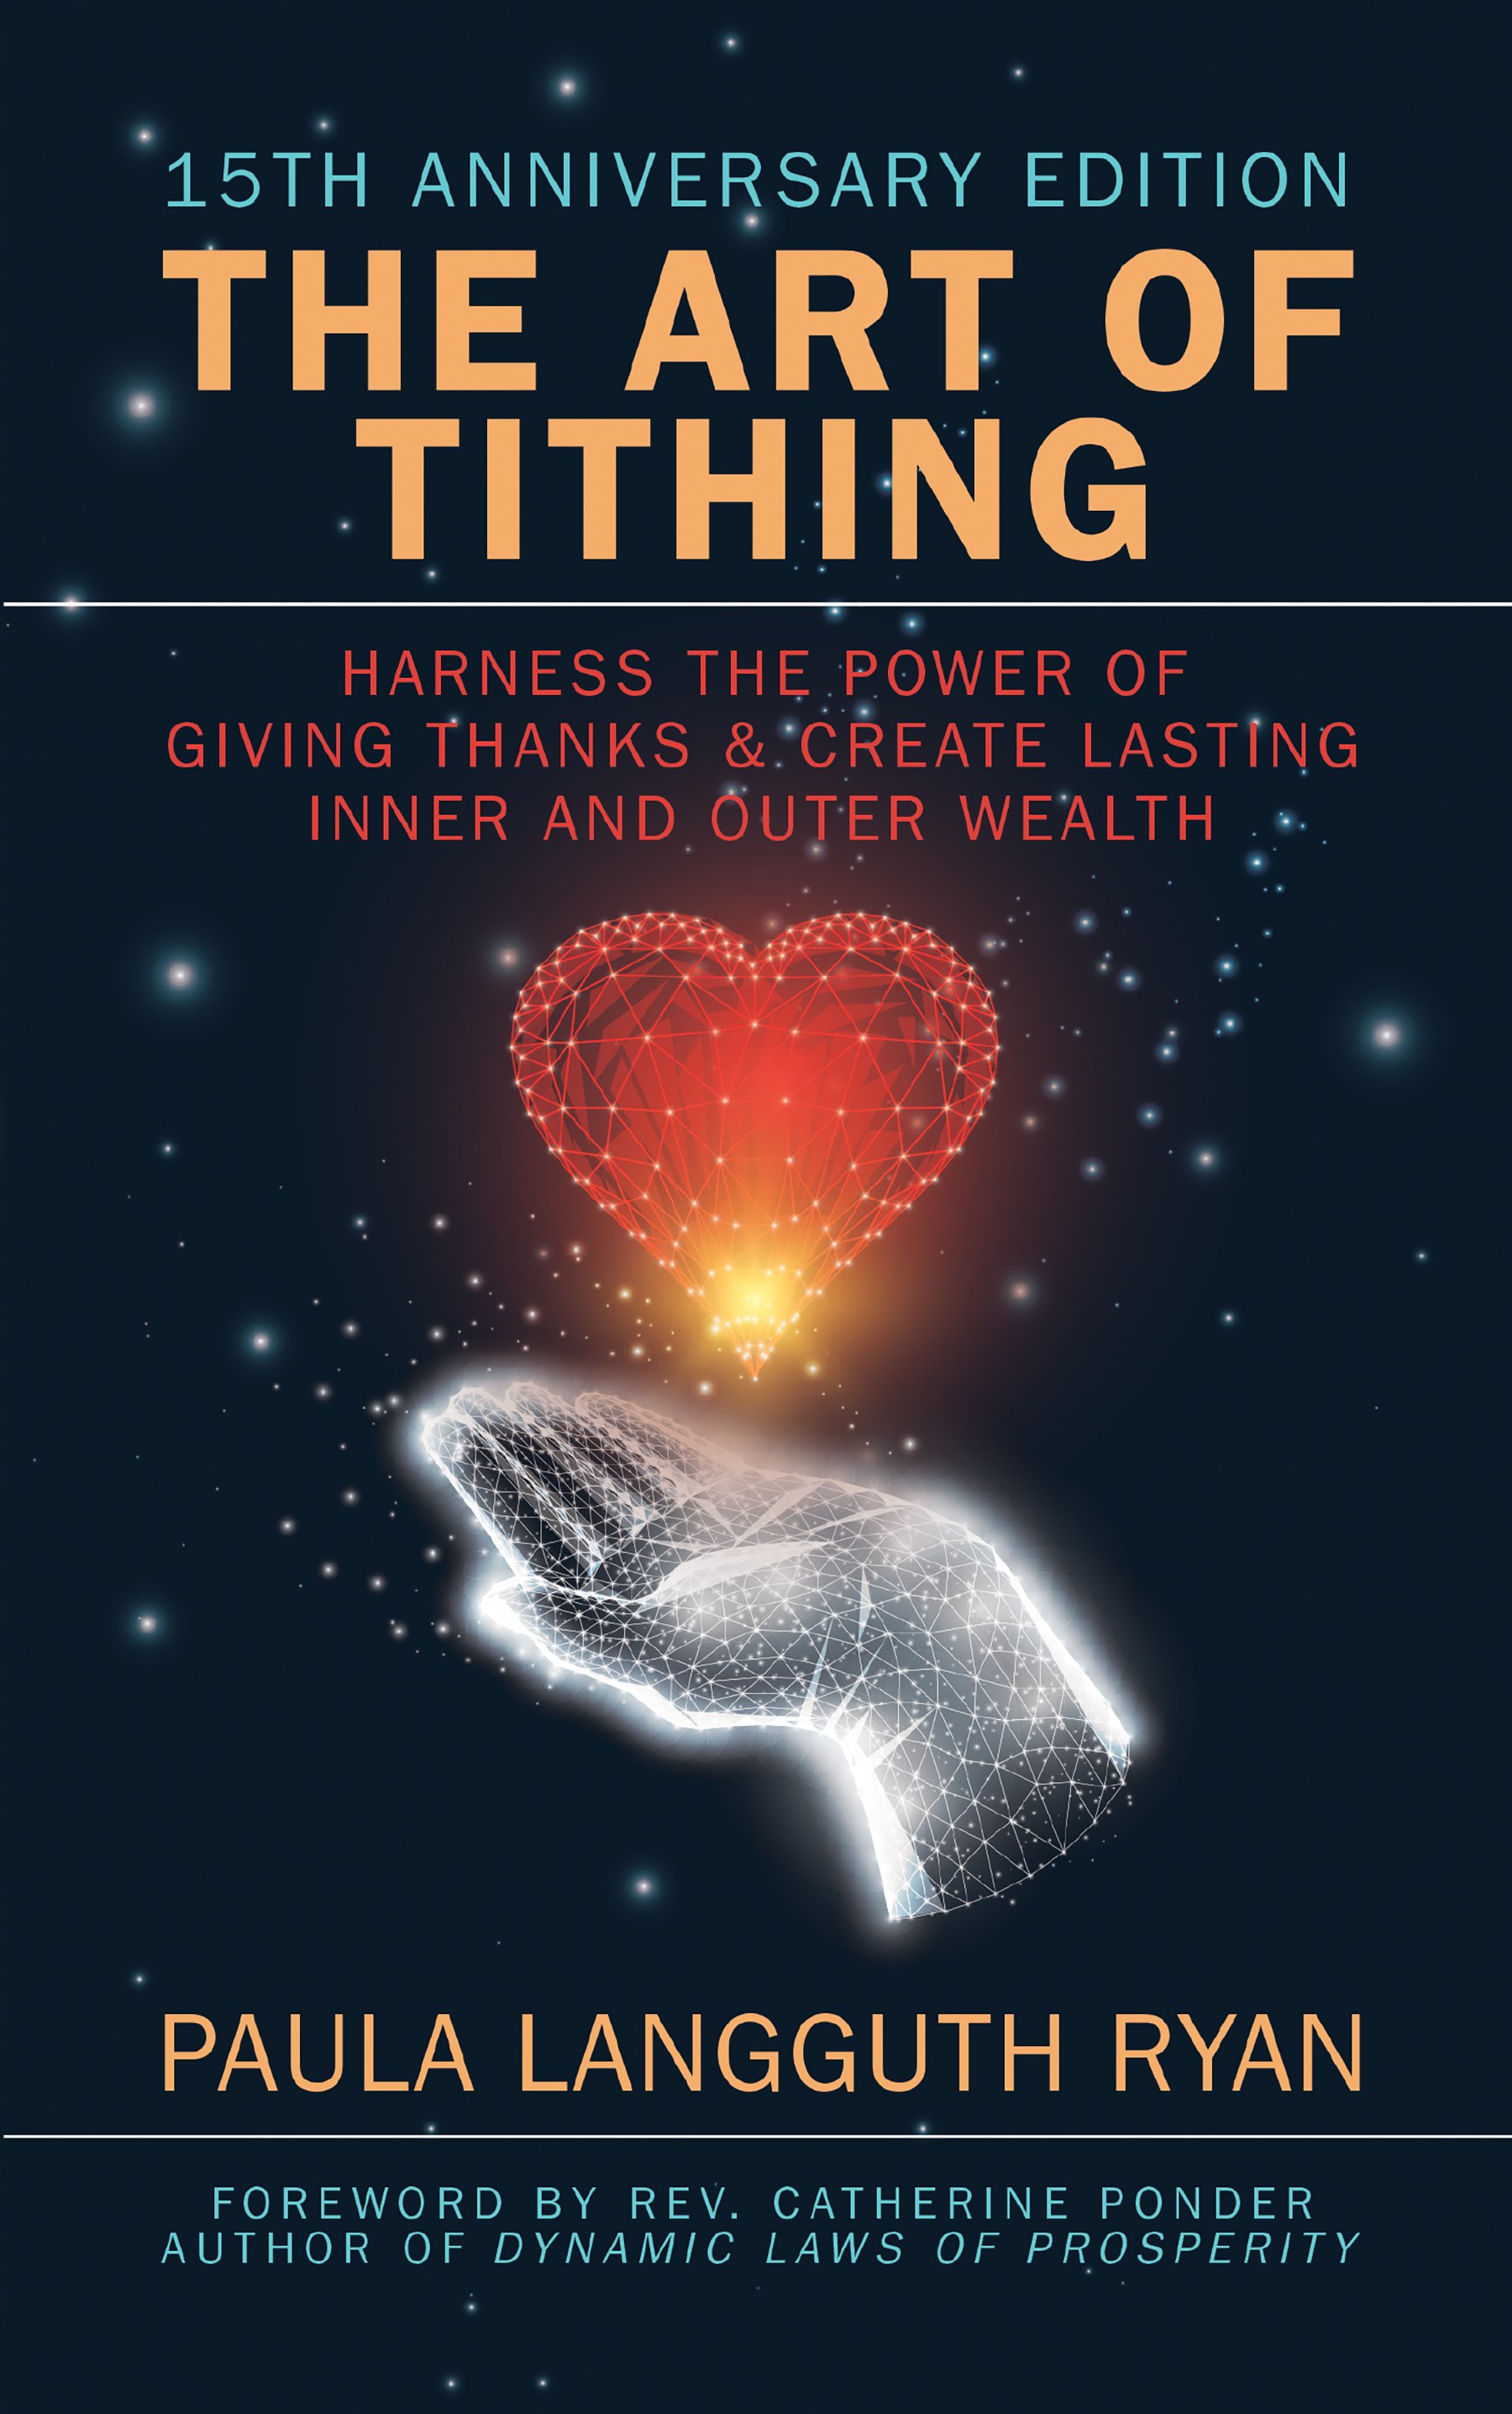 15TH ANNIVERSARY EDITION
THE ART OF
TITHING
HARNESS THE POWER OF
GIVING THANKS & CREATE LASTING
INNER AND OUTER WEALTH
PAULA LANGGUTH RYAN
FOREWORD BY REV. CATHERINE PONDER
AUTHOR OF DYNAMIC LAWS OF PROSPERITY